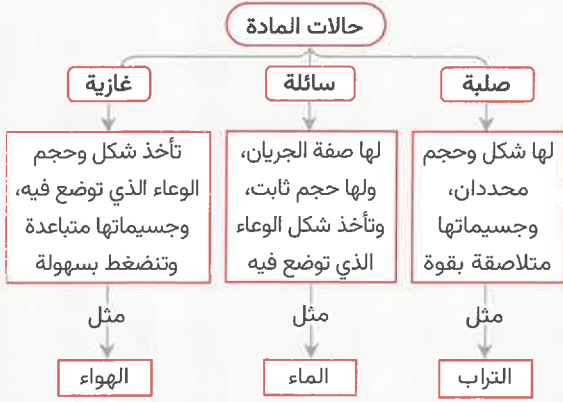 حالات المادة
صلبة
سائلة
غازية
لها شكل وحجم
محددان،
وجسيماتها
متلاصقة بقوة
لها صفة الجريان،
ولها حجم ثابت،
وتأخذ شكل الوعاء
الذي توضع فيه
تأخذ شكل وحجم
الوعاء الذي توضع فيه،
وجسيماتها متباعدة
وتنضغط بسهولة
مثل
مثل
مثل
التراب
الماء
الهواء